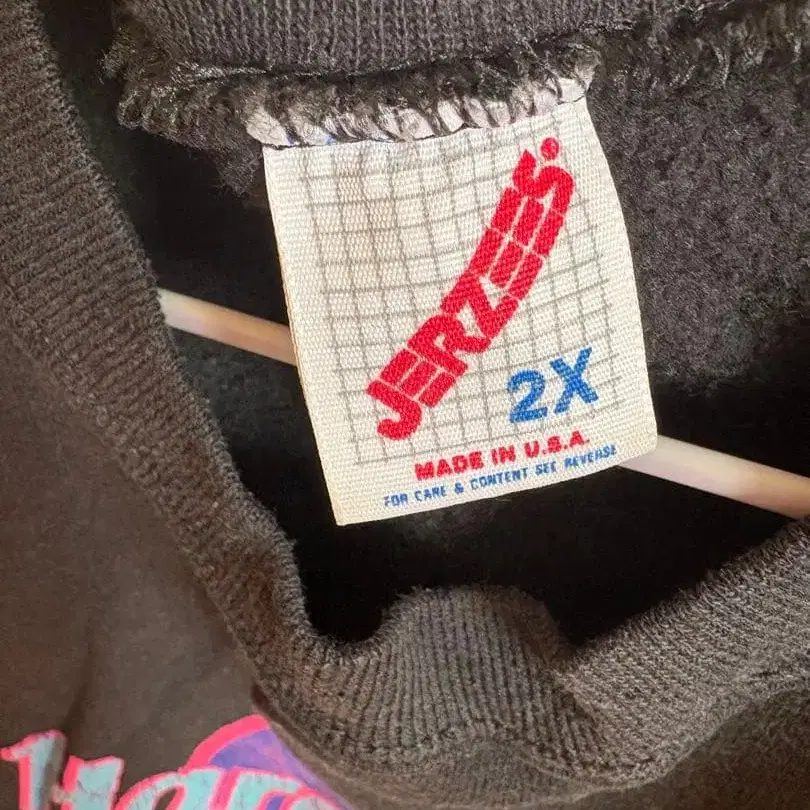 JERZEES.
2X
MADE IN U.S.A.
FOR CARE & CONTENT SEE REVERSE